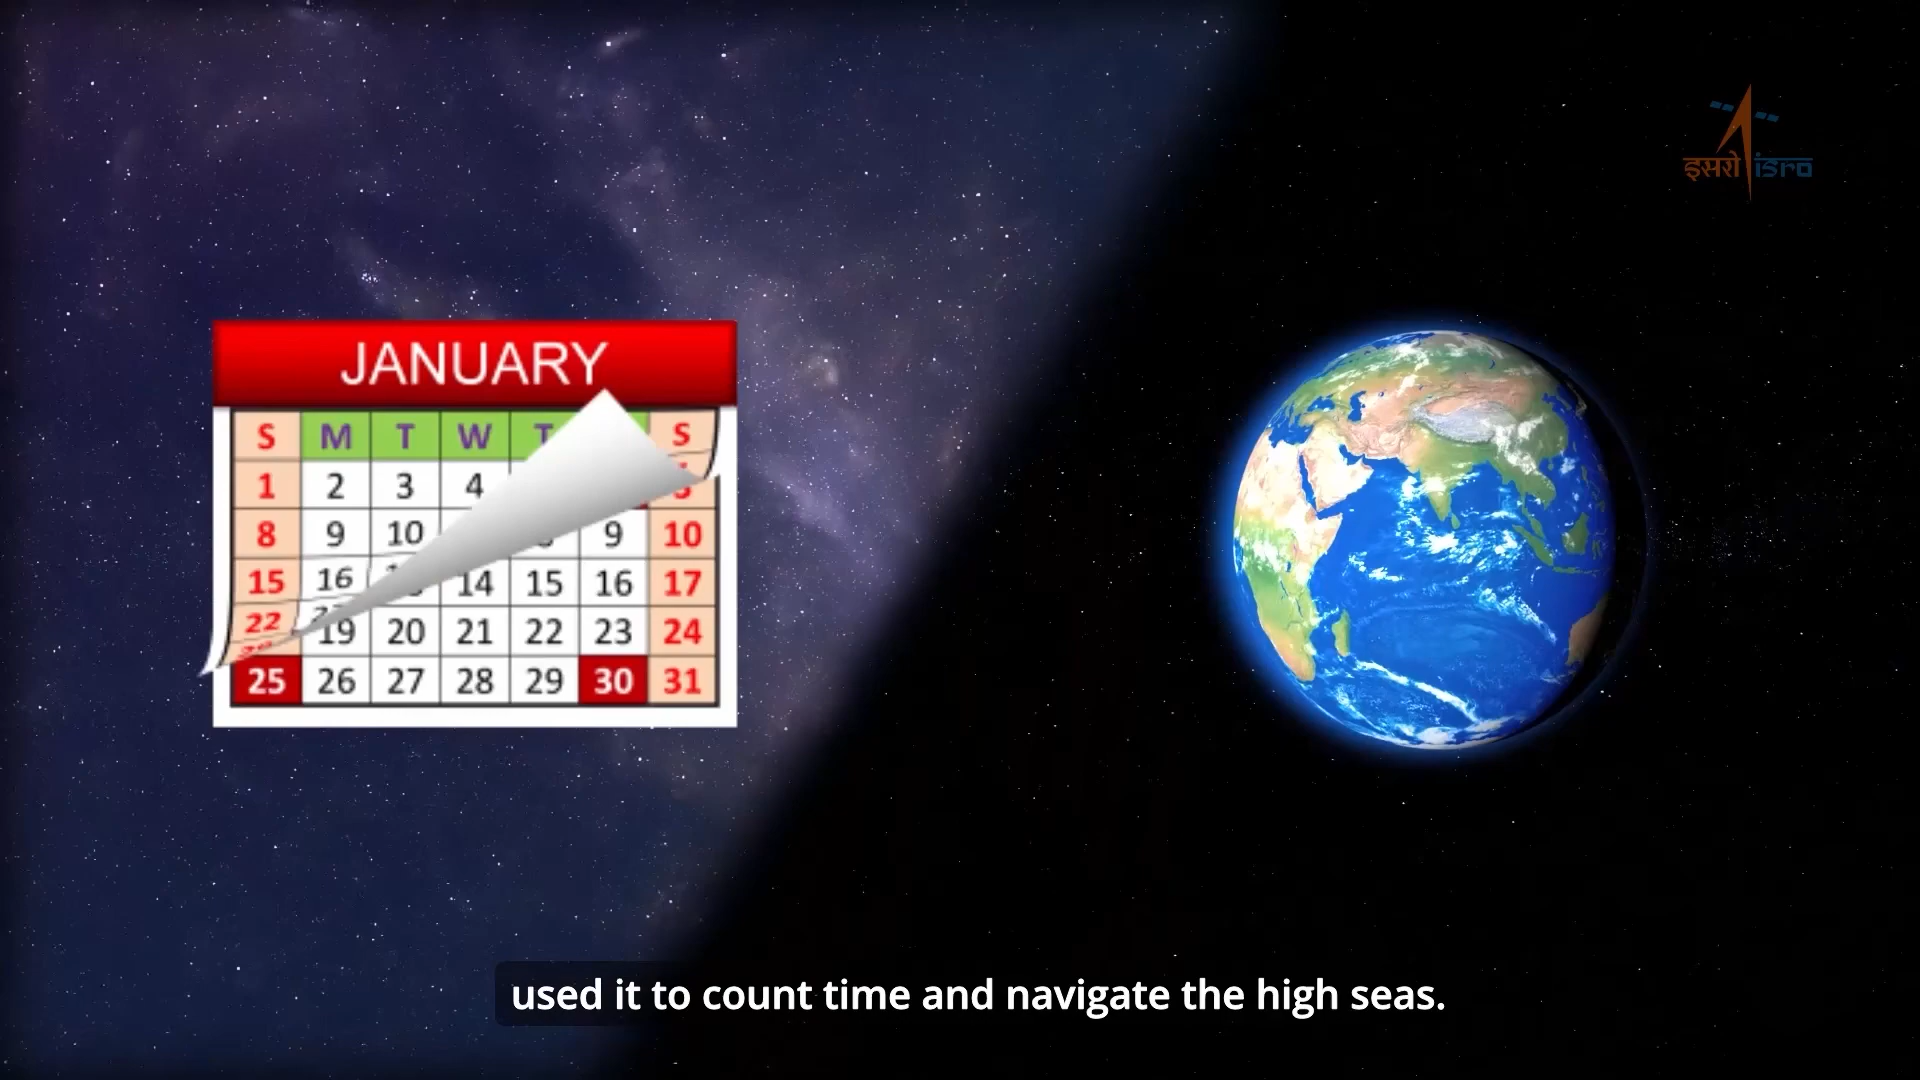 इसरो isro
JANUARY
S M T W T S
1 2 3 4
8 9 10 9 10
15 16 14 15 16 17
22 19 20 21 22 23 24
25 26 27 28 29 30 31
used it to count time and navigate the high seas.